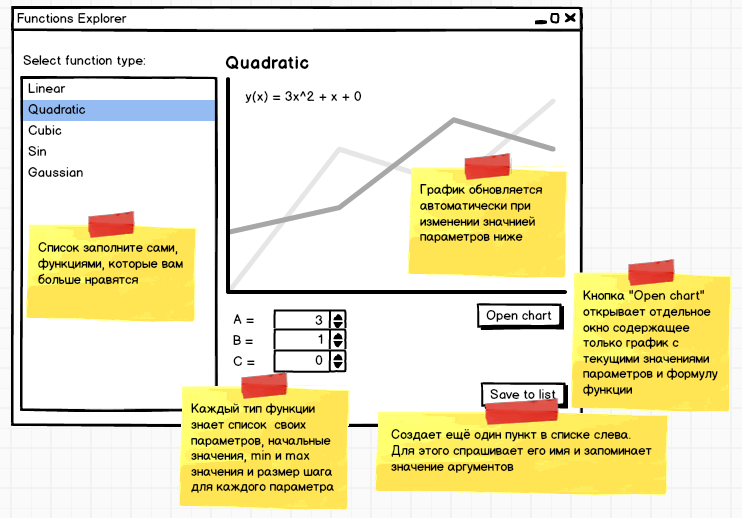 Functions Explorer
Select function type:
Linear
Quadratic
Cubic
Sin
Gaussian
Список заполните сами,
функциями, которые вам
больше нравятся
Quadratic
y(x) = 3x^2 + x + 0
График обновляется
автоматически при
изменении значнией
параметров ниже
A = 3
B = 1
C = 0
Open chart
Save to list
Кнопка "Open chart"
открывает отдельное
окно содержащее
только график с
текущими значениями
параметров и формулу
функции
Каждый тип функции
знает список своих
параметров, начальные
значения, min и max
значения и размер шага
для каждого параметра
Создает ещё один пункт в списке слева.
Для этого спрашивает его имя и запоминает
значение аргументов